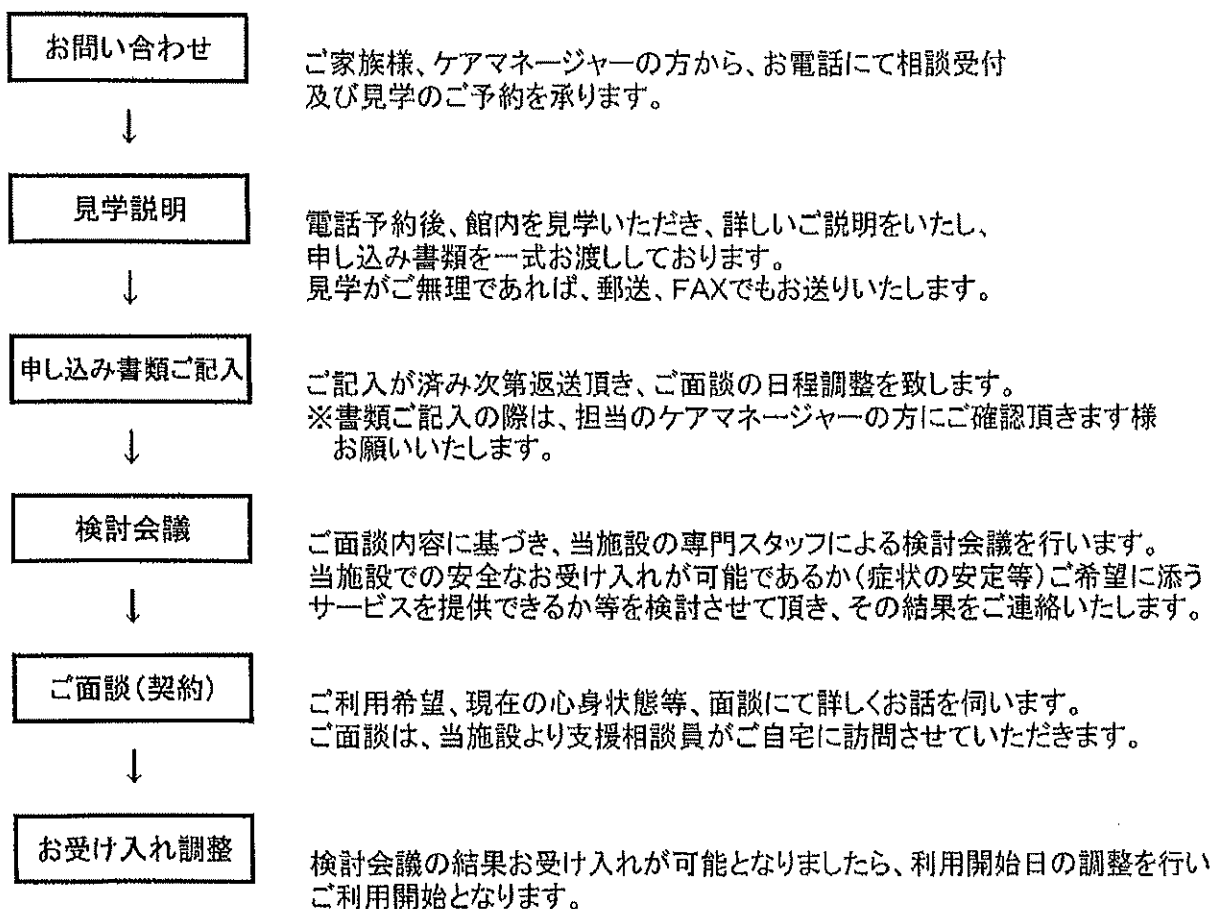 お問い合わせ
ご家族様、ケアマネージャーの方から、お電話にて相談受付
及び見学のご予約を承ります。
↓
見学説明
電話予約後、館内を見学いただき、詳しいご説明をいたし、
申し込み書類を一式お渡ししております。
見学がご無理であれば、郵送、FAXでもお送りいたします。
↓
申し込み書類ご記入
ご記入が済み次第返送頂き、ご面談の日程調整を致します。
※書類ご記入の際は、担当のケアマネージャーの方にご確認頂きます様
お願いいたします。
↓
検討会議
ご面談内容に基づき、当施設の専門スタッフによる検討会議を行います。
当施設での安全なお受け入れが可能であるか(症状の安定等)ご希望に添う
サービスを提供できるか等を検討させて頂き、その結果をご連絡いたします。
↓
ご面談(契約)
ご利用希望、現在の心身状態等、面談にて詳しくお話を伺います。
ご面談は、当施設より支援相談員がご自宅に訪問させていただきます。
↓
お受け入れ調整
検討会議の結果お受け入れが可能となりましたら、利用開始日の調整を行い
ご利用開始となります。